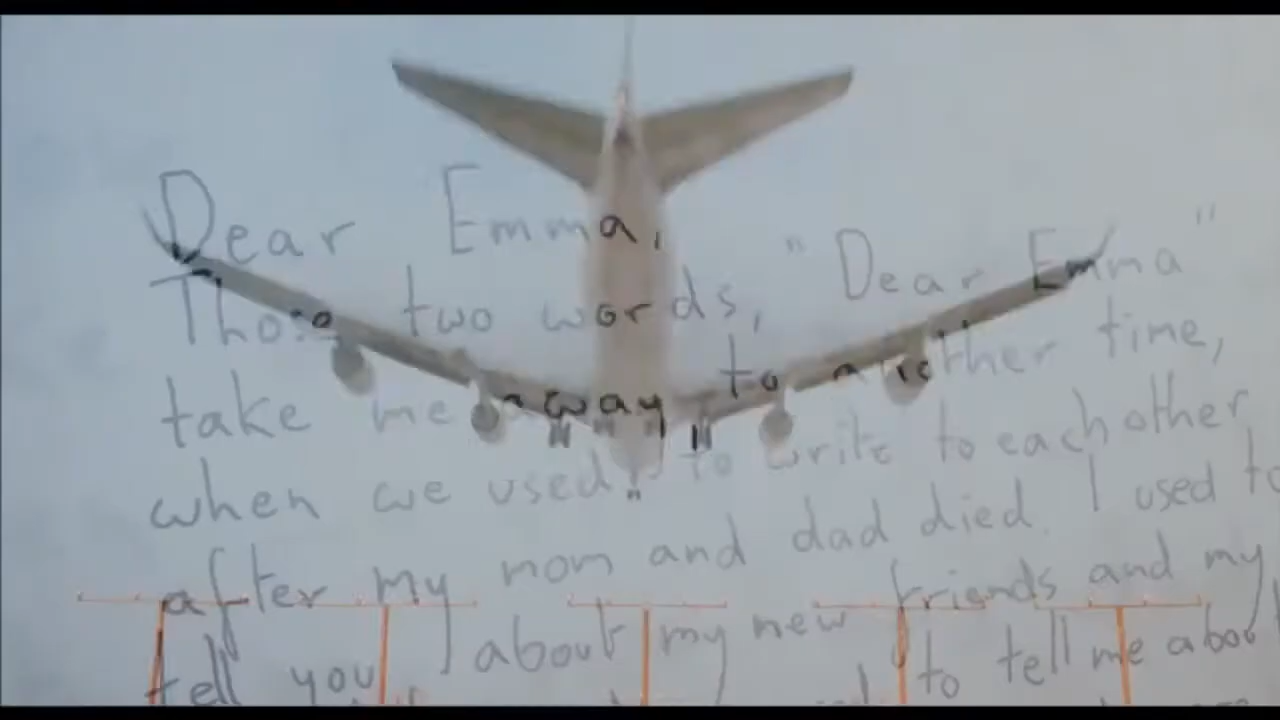 Dear Emma,
Those two words, "Dear Emma"
take me away to another time,
when we used to write to each other
after my mom and dad died. I used to
tell you about my new friends and my
to tell me about